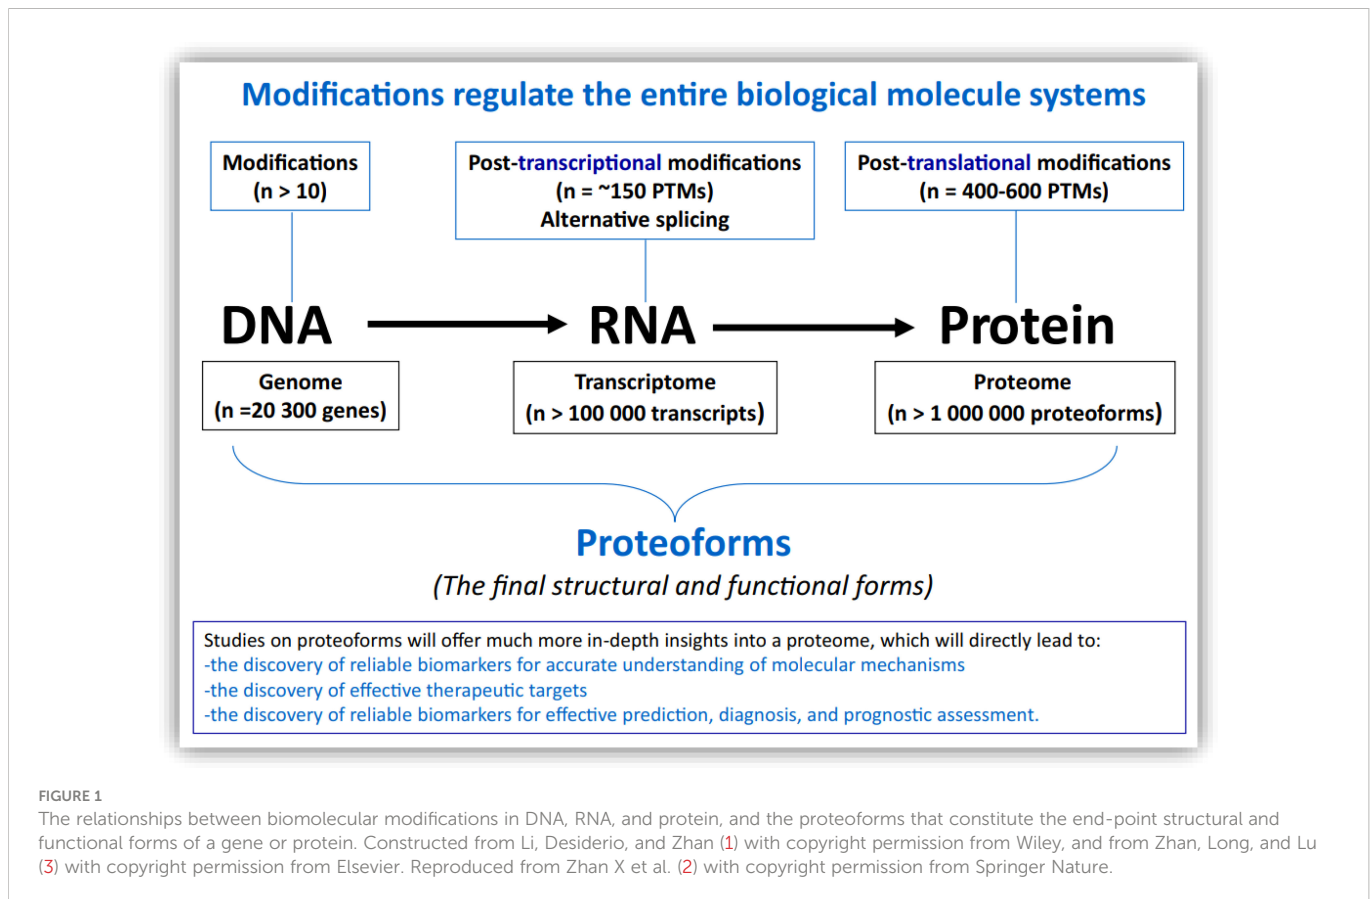 Modifications regulate the entire biological molecule systems
Modifications
(n > 10)
Post-transcriptional modifications
(n = ~150 PTMs)
Alternative splicing
Post-translational modifications
(n = 400-600 PTMs)
DNA
RNA
Protein
Genome
(n =20 300 genes)
Transcriptome
(n > 100 000 transcripts)
Proteome
(n > 1 000 000 proteoforms)
Proteoforms
(The final structural and functional forms)
Studies on proteoforms will offer much more in-depth insights into a proteome, which will directly lead to:
-the discovery of reliable biomarkers for accurate understanding of molecular mechanisms
-the discovery of effective therapeutic targets
-the discovery of reliable biomarkers for effective prediction, diagnosis, and prognostic assessment.
FIGURE 1
The relationships between biomolecular modifications in DNA, RNA, and protein, and the proteoforms that constitute the end-point structural and
functional forms of a gene or protein. Constructed from Li, Desiderio, and Zhan (1) with copyright permission from Wiley, and from Zhan, Long, and Lu
(3) with copyright permission from Elsevier. Reproduced from Zhan X et al. (2) with copyright permission from Springer Nature.